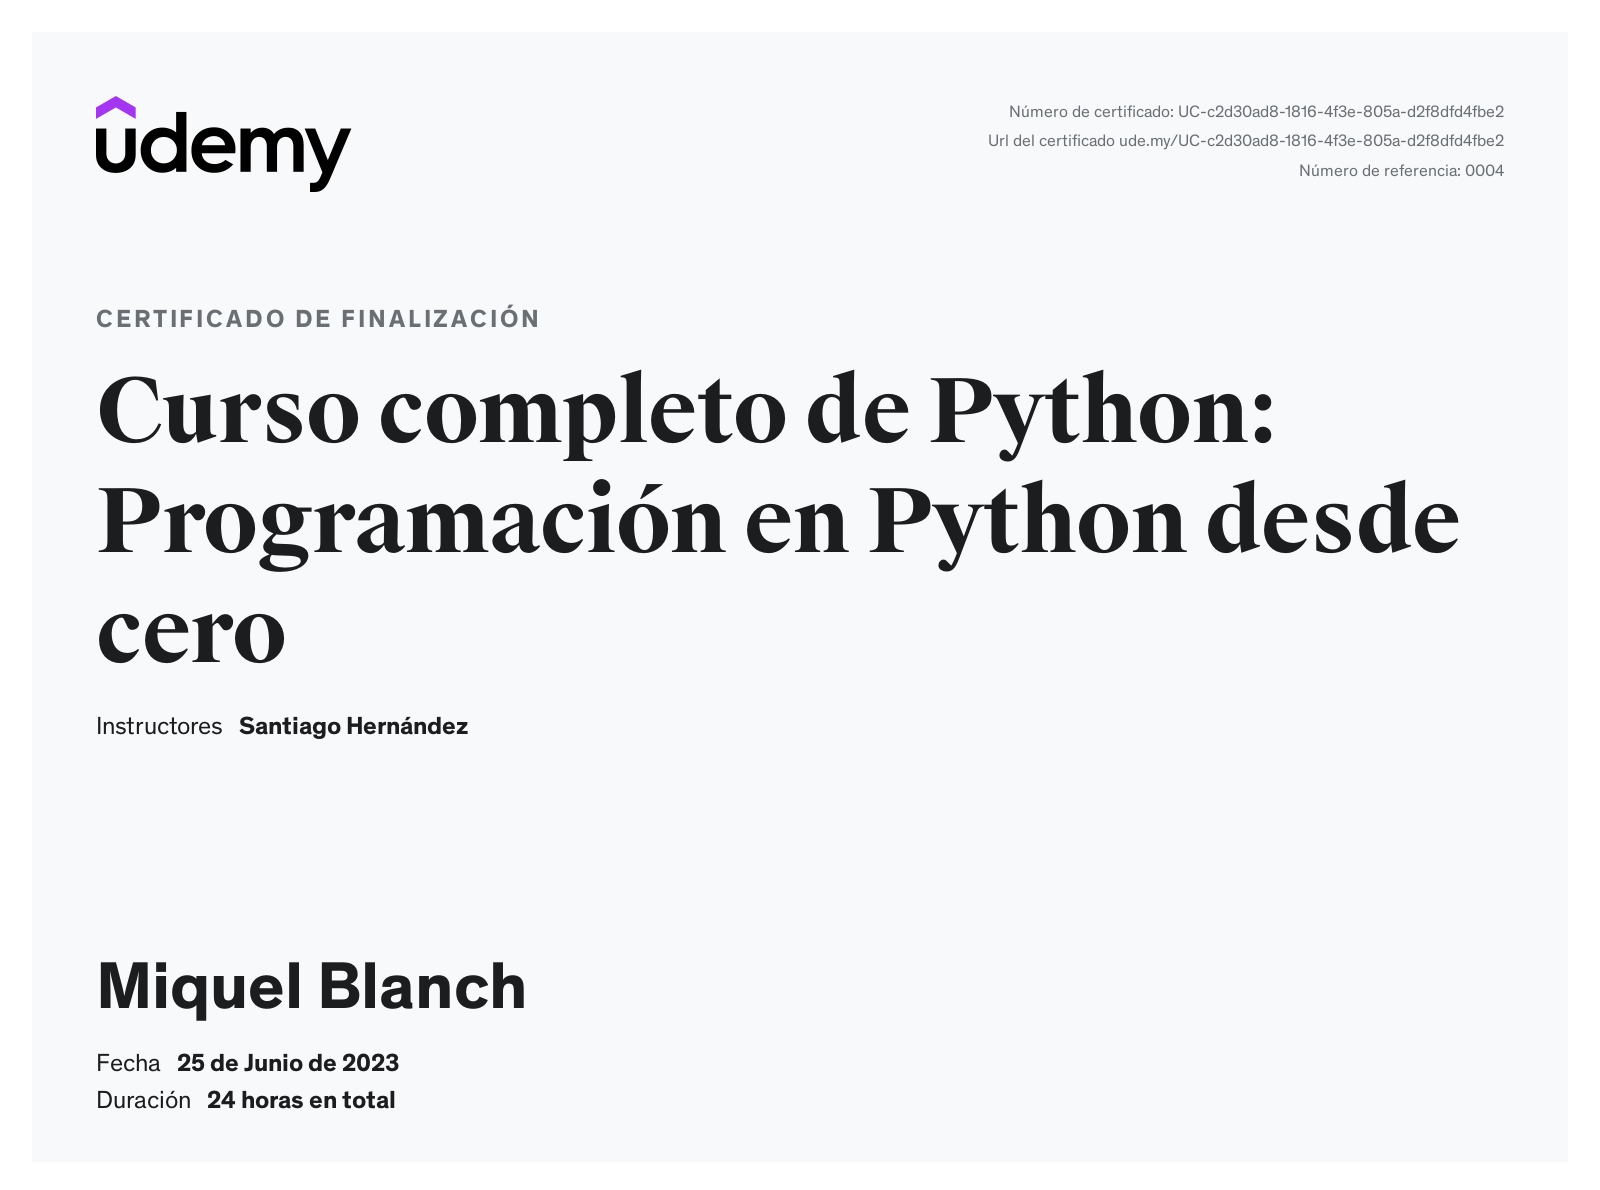 udemy
Número de certificado: UC-c2d30ad8-1816-4f3e-805a-d2f8dfd4fbe2
Url del certificado ude.my/UC-c2d30ad8-1816-4f3e-805a-d2f8dfd4fbe2
Número de referencia: 0004
CERTIFICADO DE FINALIZACIÓN
Curso completo de Python:
Programación en Python desde
cero
Instructores Santiago Hernández
Miquel Blanch
Fecha 25 de Junio de 2023
Duración 24 horas en total